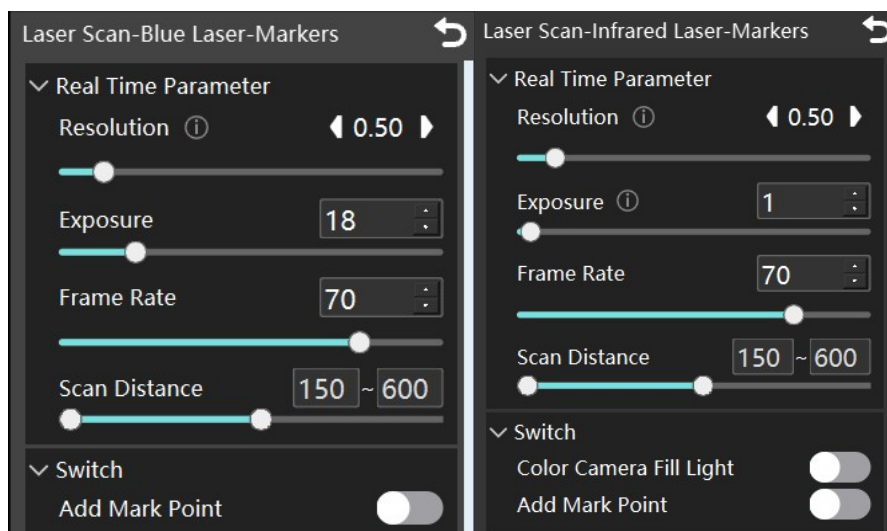 Laser Scan-Blue Laser-Markers
Real Time Parameter
Resolution 0.50
Exposure 18
Frame Rate 70
Scan Distance 150 ~ 600
Switch
Add Mark Point
Laser Scan-Infrared Laser-Markers
Real Time Parameter
Resolution 0.50
Exposure 1
Frame Rate 70
Scan Distance 150 ~ 600
Switch
Color Camera Fill Light
Add Mark Point